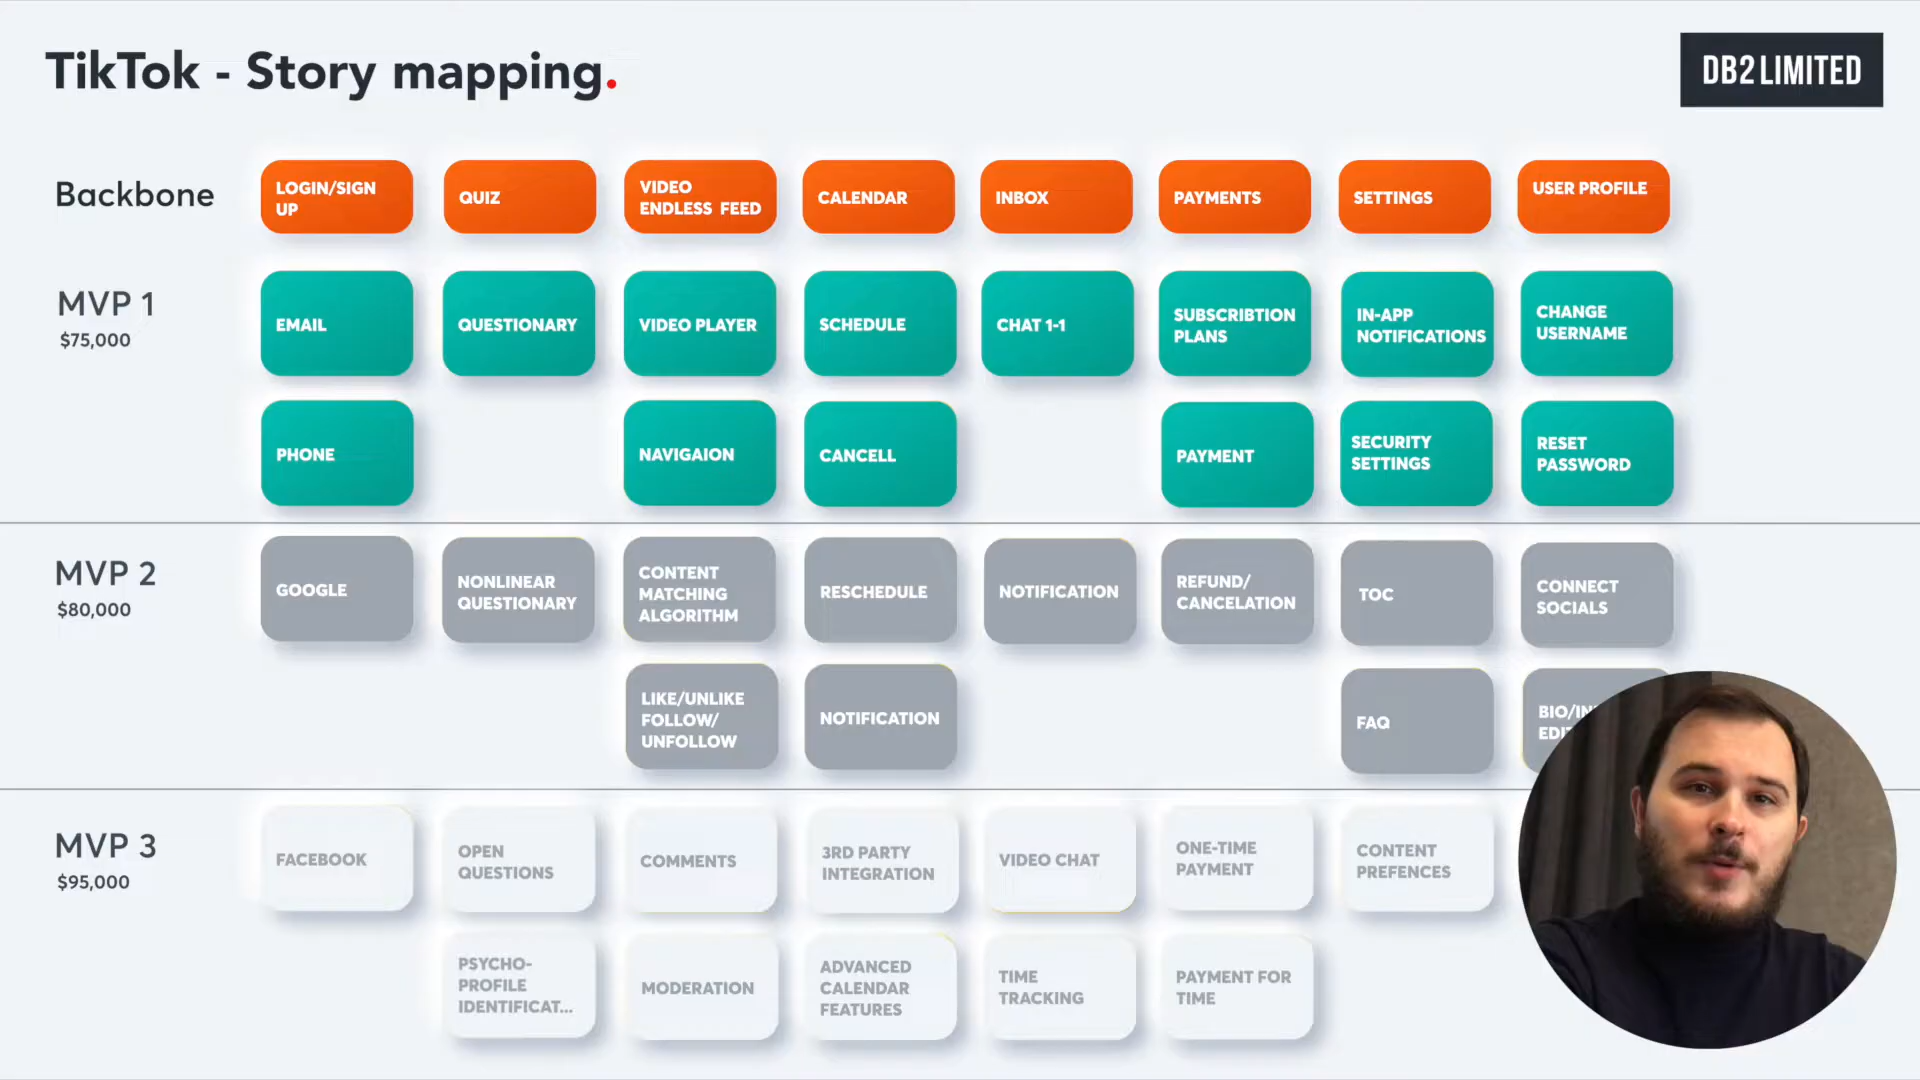 TikTok - Story mapping.
DB2 LIMITED
Backbone
LOGIN/SIGN
UP
QUIZ
VIDEO
ENDLESS FEED
CALENDAR
INBOX
PAYMENTS
SETTINGS
USER PROFILE
MVP 1
$75,000
EMAIL
QUESTIONARY
VIDEO PLAYER
SCHEDULE
CHAT 1-1
SUBSCRIBTION
PLANS
IN-APP
NOTIFICATIONS
CHANGE
USERNAME
PHONE
NAVIGAION
CANCELL
PAYMENT
SECURITY
SETTINGS
RESET
PASSWORD
MVP 2
$80,000
GOOGLE
NONLINEAR
QUESTIONARY
CONTENT
MATCHING
ALGORITHM
RESCHEDULE
NOTIFICATION
REFUND/
CANCELATION
TOC
CONNECT
SOCIALS
LIKE/UNLIKE
FOLLOW/
UNFOLLOW
NOTIFICATION
FAQ
BIO/
MVP 3
$95,000
FACEBOOK
OPEN
QUESTIONS
COMMENTS
3RD PARTY
INTEGRATION
VIDEO CHAT
ONE-TIME
PAYMENT
CONTENT
PREFENCES
PSYCHO-
PROFILE
IDENTIFICAT...
MODERATION
ADVANCED
CALENDAR
FEATURES
TIME
TRACKING
PAYMENT FOR
TIME